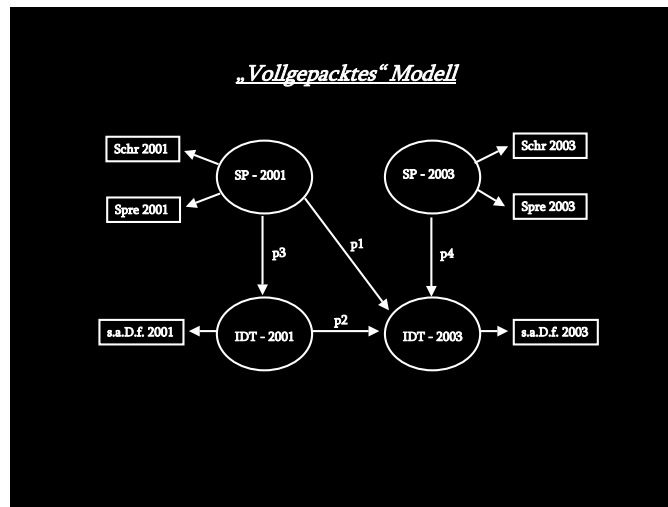 „Vollgepacktes“ Modell
Schr 2001
SP - 2001
Spre 2001
SP - 2003
Schr 2003
Spre 2003
p3
p1
p4
s.a.D.f. 2001
IDT - 2001
p2
IDT - 2003
s.a.D.f. 2003